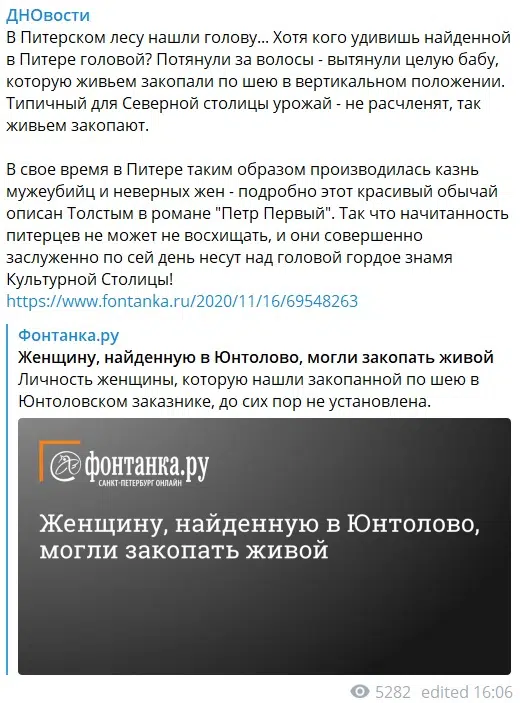 ДНОвости
В Питерском лесу нашли голову... Хотя кого удивишь найденной
в Питере головой? Потянули за волосы - вытянули целую бабу,
которую живьем закопали по шею в вертикальном положении.
Типичный для Северной столицы урожай - не расчленят, так
живьем закопают.
В свое время в Питере таким образом производилась казнь
мужеубийц и неверных жен - подробно этот красивый обычай
описан Толстым в романе "Петр Первый". Так что начитанность
питерцев не может не восхищать, и они совершенно
заслуженно по сей день несут над головой гордое знамя
Культурной Столицы!
https://www.fontanka.ru/2020/11/16/69548263
Фонтанка.ру
Женщину, найденную в Юнтолово, могли закопать живой
Личность женщины, которую нашли закопанной по шею в
Юнтоловском заказнике, до сих пор не установлена.
фонтанка.ру
САНКТ-ПЕТЕРБУРГ ОНЛАЙН
Женщину, найденную в Юнтолово,
могли закопать живой
5282 edited 16:06